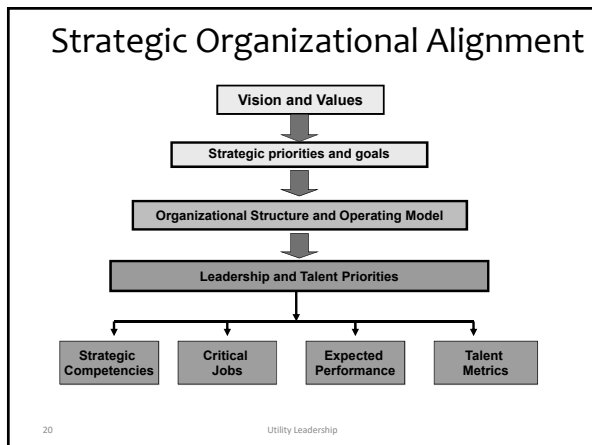 Strategic Organizational Alignment
Vision and Values
Strategic priorities and goals
Organizational Structure and Operating Model
Leadership and Talent Priorities
Strategic
Competencies
Critical
Jobs
Expected
Performance
Talent
Metrics
20
Utility Leadership